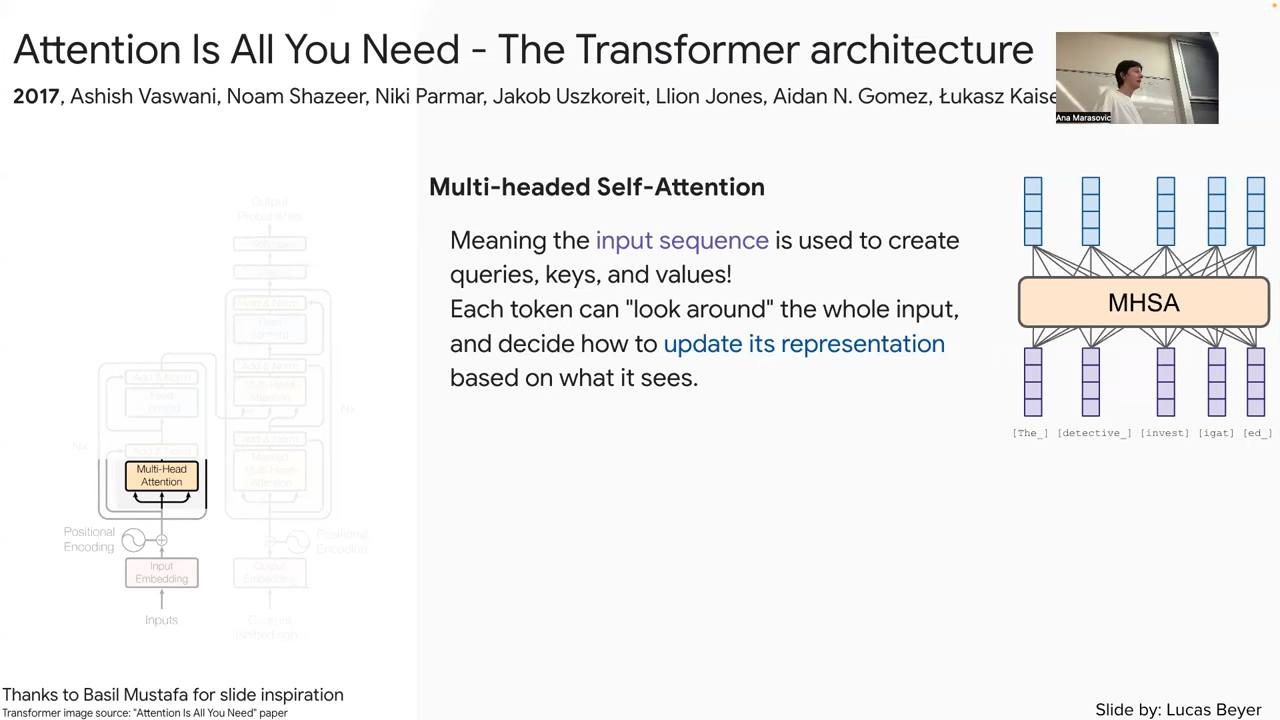 Attention Is All You Need - The Transformer architecture
2017, Ashish Vaswani, Noam Shazeer, Niki Parmar, Jakob Uszkoreit, Llion Jones, Aidan N. Gomez, Łukasz Kaise
Ana Marasovic
Multi-headed Self-Attention
Meaning the input sequence is used to create
queries, keys, and values!
Each token can "look around" the whole input,
and decide how to update its representation
based on what it sees.
MHSA
[The_] [detective_] [invest] [igat] [ed_]
Output
Probabilities
Softmax
Linear
Add & Norm
Feed
Forward
Add & Norm
Multi-Head
Attention
Nx
Add & Norm
Masked
Multi-Head
Attention
Positional
Encoding
Output
Embedding
Outputs
(shifted right)
Add & Norm
Feed
Forward
Nx
Add & Norm
Multi-Head
Attention
Positional
Encoding
Input
Embedding
Inputs
Thanks to Basil Mustafa for slide inspiration
Transformer image source: "Attention Is All You Need" paper
Slide by: Lucas Beyer